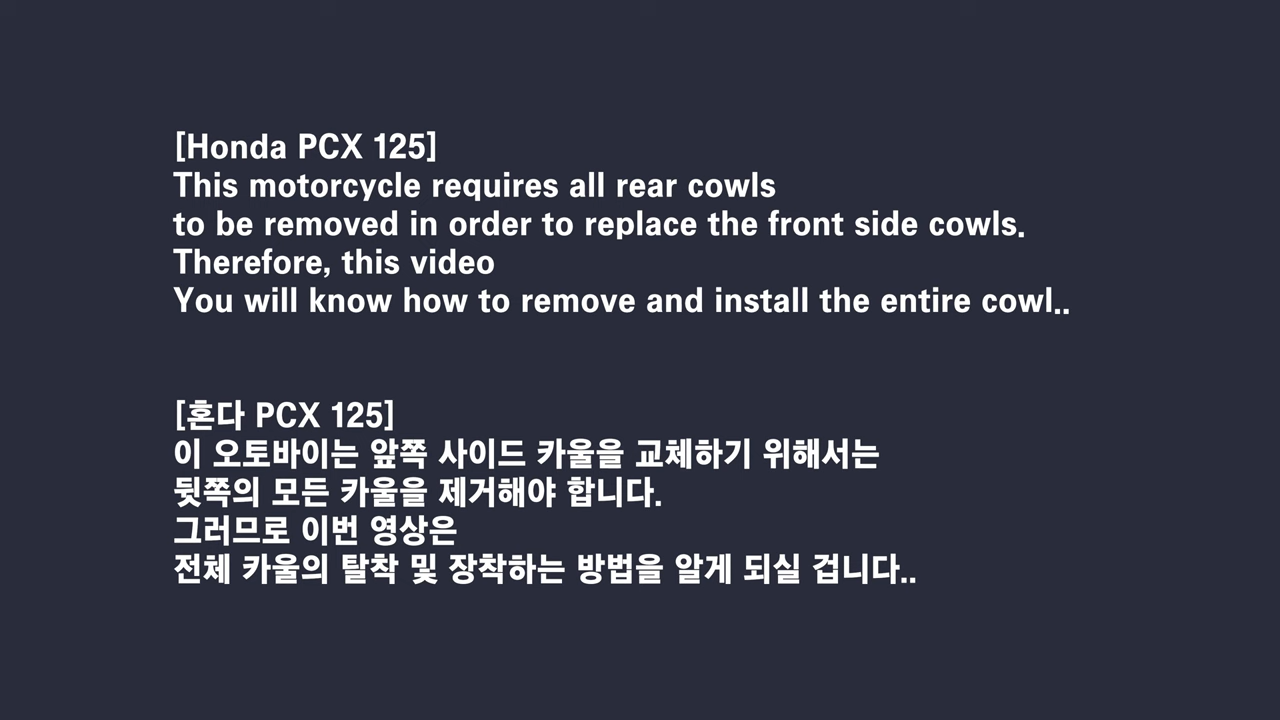 [Honda PCX 125]
This motorcycle requires all rear cowls
to be removed in order to replace the front side cowls.
Therefore, this video
You will know how to remove and install the entire cowl..
[혼다 PCX 125]
이 오토바이는 앞쪽 사이드 카울을 교체하기 위해서는
뒷쪽의 모든 카울을 제거해야 합니다.
그러므로 이번 영상은
전체 카울의 탈착 및 장착하는 방법을 알게 되실 겁니다..